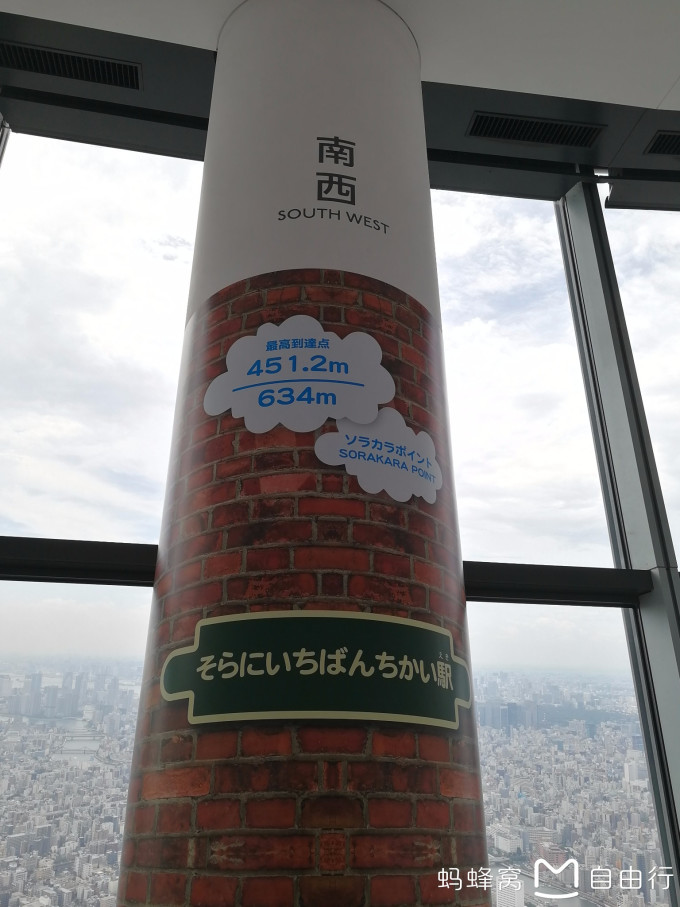 南
西
SOUTH WEST
最高到達点
451.2m
634m
ソラカラポイント
SORAKARA POINT
えき
そらにいちばんちかい駅
蚂蜂窝 自由行